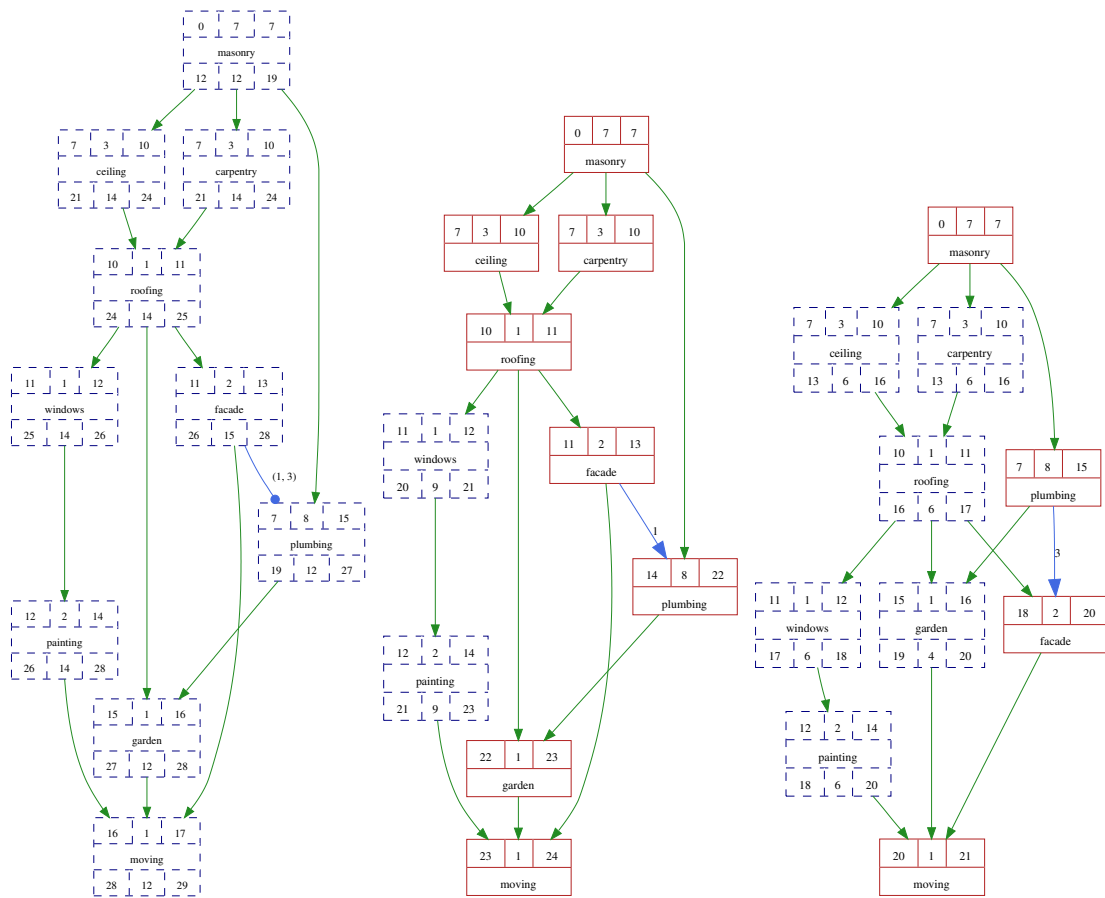 0 7 7
masonry
12 12 19
7 3 10
ceiling
21 14 24
7 3 10
carpentry
21 14 24
10 1 11
roofing
24 14 25
11 1 12
windows
25 14 26
11 2 13
facade
26 15 28
(1, 3)
7 8 15
plumbing
19 12 27
12 2 14
painting
26 14 28
15 1 16
garden
27 12 28
16 1 17
moving
28 12 29
0 7 7
masonry
7 3 10
ceiling
7 3 10
carpentry
10 1 11
roofing
11 1 12
windows
20 9 21
11 2 13
facade
1
14 8 22
plumbing
12 2 14
painting
21 9 23
22 1 23
garden
23 1 24
moving
0 7 7
masonry
7 3 10
ceiling
13 6 16
7 3 10
carpentry
13 6 16
10 1 11
roofing
16 6 17
7 8 15
plumbing
3
11 1 12
windows
17 6 18
15 1 16
garden
19 4 20
18 2 20
facade
12 2 14
painting
18 6 20
20 1 21
moving